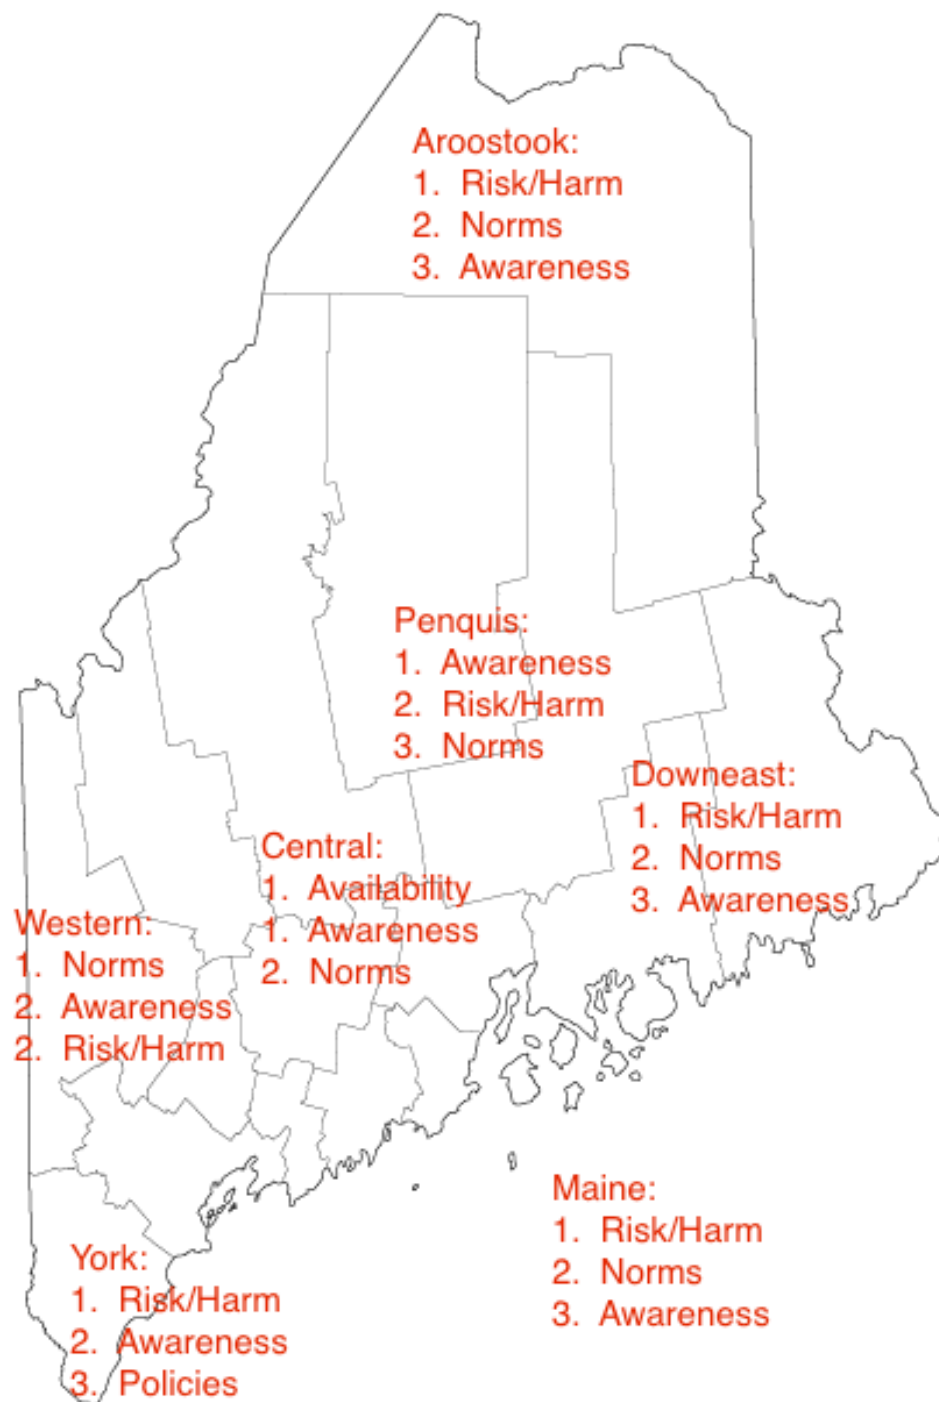 Aroostook:
1. Risk/Harm
2. Norms
3. Awareness
Penquis:
1. Awareness
2. Risk/Harm
3. Norms
Downeast:
1. Risk/Harm
2. Norms
3. Awareness
Central:
1. Availability
1. Awareness
2. Norms
Western:
1. Norms
2. Awareness
2. Risk/Harm
Maine:
1. Risk/Harm
2. Norms
3. Awareness
York:
1. Risk/Harm
2. Awareness
3. Policies